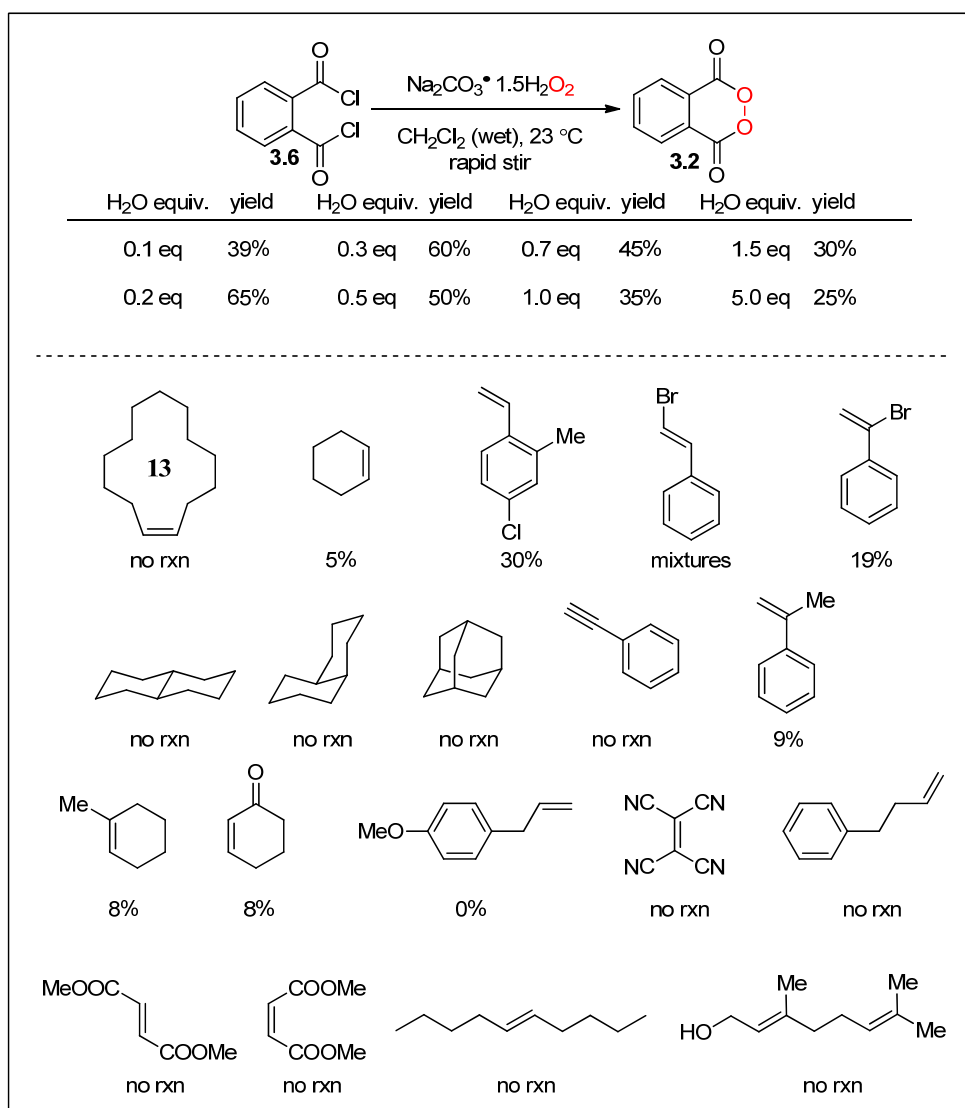 O
Cl
Cl
3.6
O
Na2CO3• 1.5H2O2
CH2Cl2 (wet), 23 °C
rapid stir
O
O
O
3.2
O
H2O equiv. yield H2O equiv. yield H2O equiv. yield H2O equiv. yield
0.1 eq 39% 0.3 eq 60% 0.7 eq 45% 1.5 eq 30%
0.2 eq 65% 0.5 eq 50% 1.0 eq 35% 5.0 eq 25%
13
Me
Cl
Br
Br
no rxn 5% 30% mixtures 19%
Me
no rxn no rxn no rxn no rxn 9%
Me
O
MeO
NC CN
NC CN
8% 8% 0% no rxn no rxn
MeOOC
COOMe
COOMe
COOMe
HO
Me
Me
Me
no rxn no rxn no rxn no rxn